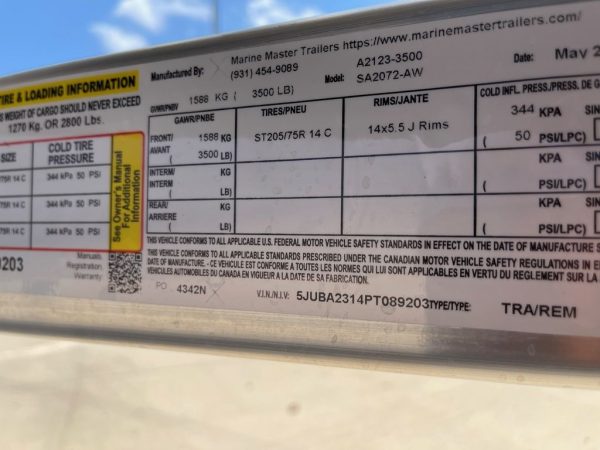 TIRE & LOADING INFORMATION
WEIGHT OF CARGO SHOULD NEVER EXCEED
1270 Kg. OR 2800 Lbs.
SIZE COLD TIRE PRESSURE
75R 14 C 344 kPa 50 PSI
75R 14 C 344 kPa 50 PSI
75R 14 C 344 kPa 50 PSI
See Owner's Manual
For Additional
Information
9203
Manuals
Registration
Warranty
Manufactured By: Marine Master Trailers https://www.marinemastertrailers.com/
(931) 454-9089 A2123-3500
Model: SA2072-AW
Date: May 2
GVWR/PNBV 1588 KG ( 3500 LB)
GAWR/PNBE TIRES/PNEU RIMS/JANTE COLD INFL. PRESS./PRESS. DE G
FRONT/ 1588 KG ST205/75R 14 C 14x5.5 J Rims 344 KPA SIN
AVANT ( 3500 LB) ( 50 PSI/LPC) (
INTERM/ KG KPA SIN
INTERM ( LB) ( PSI/LPC) (
REAR/ KG KPA SIN
ARRIERE ( LB) ( PSI/LPC) (
THIS VEHICLE CONFORMS TO ALL APPLICABLE U.S. FEDERAL MOTOR VEHICLE SAFETY STANDARDS IN EFFECT ON THE DATE OF MANUFACTURE S
THIS VEHICLE CONFORMS TO ALL APPLICABLE STANDARDS PRESCRIBED UNDER THE CANADIAN MOTOR VEHICLE SAFETY REGULATIONS IN E
DATE OF MANUFACTURE. - CE VEHICULE EST CONFORME A TOUTES LES NORMES QUI LUI SONT APPLICABLES EN VERTU DU REGLEMENT SUR LA
VEHICULES AUTOMOBILES DU CANADA EN VIGUEUR A LA DATE DE SA FABRICATION.
PO 4342N V.I.N/N.I.V: 5JUBA2314PT089203 TYPE/TYPE: TRA/REM